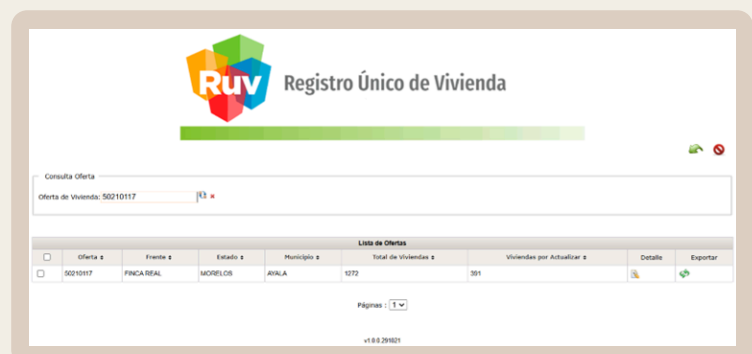 Ruv Registro Único de Vivienda
Consulta Oferta
Oferta de Vivienda: 50210117
Lista de Ofertas
Oferta Frente Estado Municipio Total de Viviendas Viviendas por Actualizar Detalle Exportar
50210117 FINCA REAL MORELOS AYALA 1272 391
Páginas : 1
v1.0.0.291021